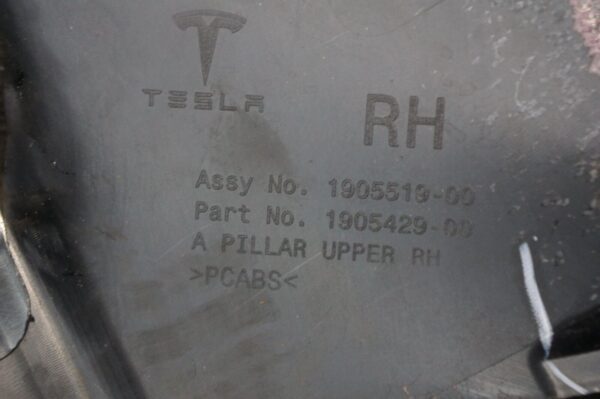 TESLA
RH
Assy No. 1905519-00
Part No. 1905429-00
A PILLAR UPPER RH
>PCABS<